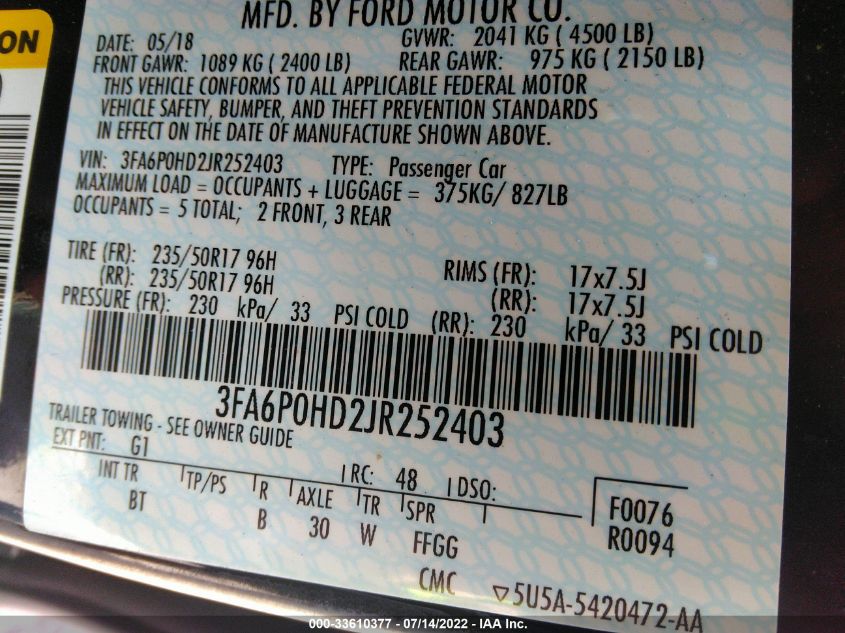 ON
MFD. BY FORD MOTOR CO.
DATE: 05/18 GVWR: 2041 KG ( 4500 LB)
FRONT GAWR: 1089 KG ( 2400 LB) REAR GAWR: 975 KG ( 2150 LB)
THIS VEHICLE CONFORMS TO ALL APPLICABLE FEDERAL MOTOR
VEHICLE SAFETY, BUMPER, AND THEFT PREVENTION STANDARDS
IN EFFECT ON THE DATE OF MANUFACTURE SHOWN ABOVE.
VIN: 3FA6P0HD2JR252403 TYPE: Passenger Car
MAXIMUM LOAD = OCCUPANTS + LUGGAGE = 375KG/ 827LB
OCCUPANTS = 5 TOTAL; 2 FRONT, 3 REAR
TIRE (FR): 235/50R17 96H RIMS (FR): 17x7.5J
(RR): 235/50R17 96H (RR): 17x7.5J
PRESSURE (FR): 230 kPa/ 33 PSI COLD (RR): 230 kPa/ 33 PSI COLD
3FA6P0HD2JR252403
TRAILER TOWING - SEE OWNER GUIDE
EXT PNT: G1 RC: 48 DSO:
INT TR TP/PS R AXLE TR SPR F0076
BT B 30 W FFGG R0094
CMC ▽5U5A-5420472-AA
000-33610377 - 07/14/2022 - IAA Inc.